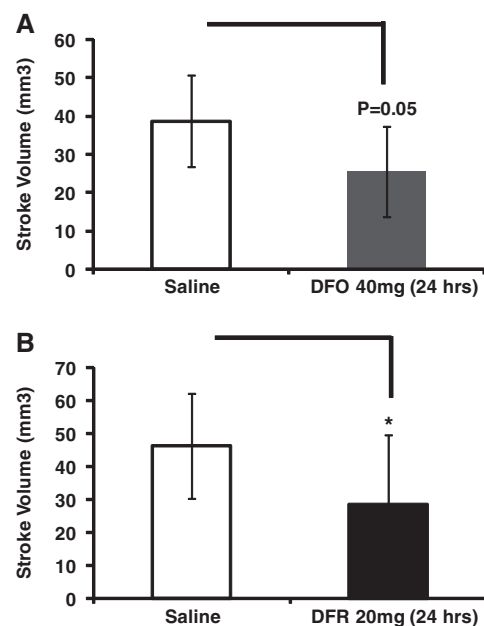 A
Stroke Volume (mm3)
60
50
40
30
20
10
0
P=0.05
Saline
DFO 40mg (24 hrs)
B
Stroke Volume (mm3)
70
60
50
40
30
20
10
0
*
Saline
DFR 20mg (24 hrs)